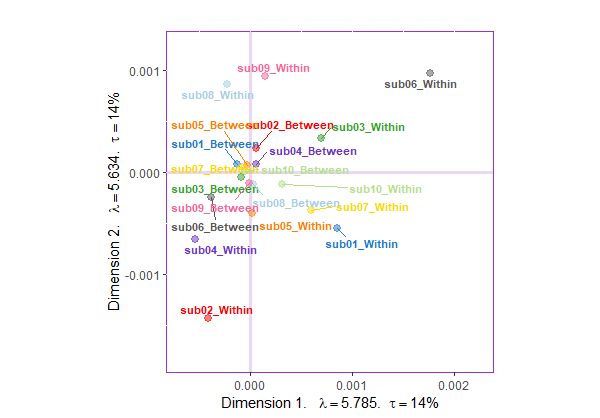 0.001
0.000
-0.001
Dimension 2.   λ = 5.634.   τ = 14%
sub09_Within
sub06_Within
sub08_Within
sub05_Between
sub02_Between
sub03_Within
sub01_Between
sub04_Between
sub07_Between
sub10_Between
sub03_Between
sub10_Within
sub09_Between
sub08_Between
sub07_Within
sub06_Between
sub05_Within
sub04_Within
sub01_Within
sub02_Within
0.000
0.001
0.002
Dimension 1.   λ = 5.785.   τ = 14%